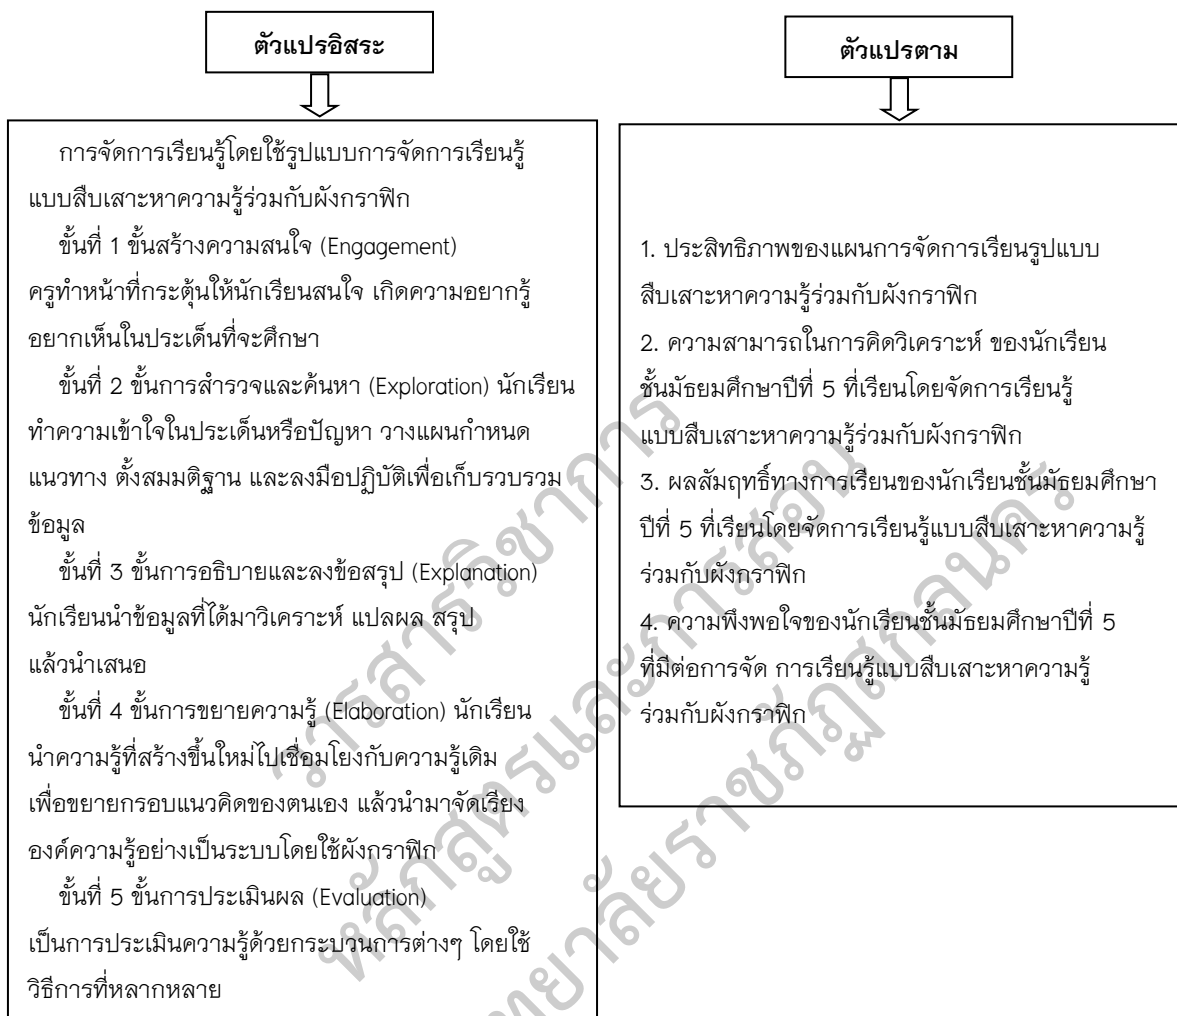 ตัวแปรอิสระ
การจัดการเรียนรู้โดยใช้รูปแบบการจัดการเรียนรู้
แบบสืบเสาะหาความรู้ร่วมกับผังกราฟิก
ขั้นที่ 1 ขั้นสร้างความสนใจ (Engagement)
ครูทำหน้าที่กระตุ้นให้นักเรียนสนใจ เกิดความอยากรู้
อยากเห็นในประเด็นที่จะศึกษา
ขั้นที่ 2 ขั้นการสำรวจและค้นหา (Exploration) นักเรียน
ทำความเข้าใจในประเด็นหรือปัญหา วางแผนกำหนด
แนวทาง ตั้งสมมติฐาน และลงมือปฏิบัติเพื่อเก็บรวบรวม
ข้อมูล
ขั้นที่ 3 ขั้นการอธิบายและลงข้อสรุป (Explanation)
นักเรียนนำข้อมูลที่ได้มาวิเคราะห์ แปลผล สรุป
แล้วนำเสนอ
ขั้นที่ 4 ขั้นการขยายความรู้ (Elaboration) นักเรียน
นำความรู้ที่สร้างขึ้นใหม่ไปเชื่อมโยงกับความรู้เดิม
เพื่อขยายกรอบแนวคิดของตนเอง แล้วนำมาจัดเรียง
องค์ความรู้อย่างเป็นระบบโดยใช้ผังกราฟิก
ขั้นที่ 5 ขั้นการประเมินผล (Evaluation)
เป็นการประเมินความรู้ด้วยกระบวนการต่างๆ โดยใช้
วิธีการที่หลากหลาย
ตัวแปรตาม
1. ประสิทธิภาพของแผนการจัดการเรียนรูปแบบ
สืบเสาะหาความรู้ร่วมกับผังกราฟิก
2. ความสามารถในการคิดวิเคราะห์ ของนักเรียน
ชั้นมัธยมศึกษาปีที่ 5 ที่เรียนโดยจัดการเรียนรู้
แบบสืบเสาะหาความรู้ร่วมกับผังกราฟิก
3. ผลสัมฤทธิ์ทางการเรียนของนักเรียนชั้นมัธยมศึกษา
ปีที่ 5 ที่เรียนโดยจัดการเรียนรู้แบบสืบเสาะหาความรู้
ร่วมกับผังกราฟิก
4. ความพึงพอใจของนักเรียนชั้นมัธยมศึกษาปีที่ 5
ที่มีต่อการจัด การเรียนรู้แบบสืบเสาะหาความรู้
ร่วมกับผังกราฟิก
วารสารวิชาการ
หลักสูตรและการสอน
ทยาลัยราชภัฏสกลนคร